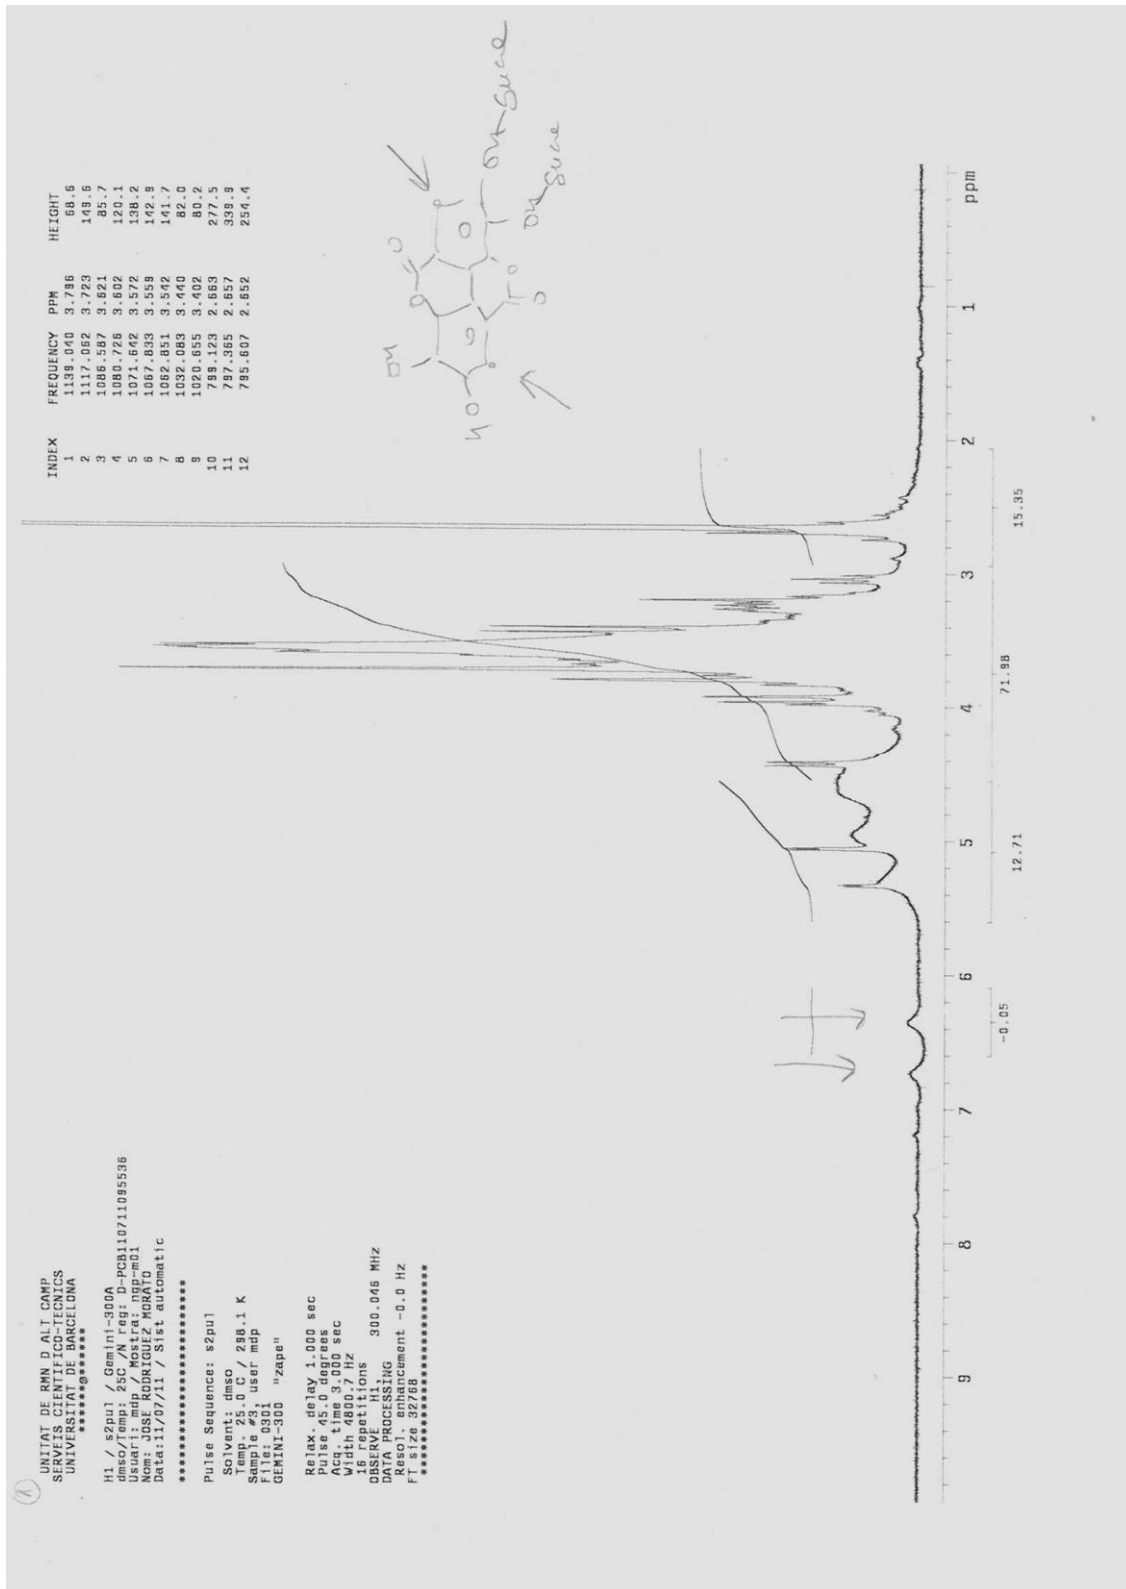 1
UNITAT DE RMN D ALT CAMP
SERVEIS CIENTIFICO-TECNICS
UNIVERSITAT DE BARCELONA
******@******
H1 / s2pul / Gemini-300A
dmso/Temp: 25C /N reg: D-PCB110711095536
Usuari: mdp / Mostra: ngp-m01
Nom: JOSE RODRIGUEZ MORATO
Data:11/07/11 / Sist automatic
**************************
Pulse Sequence: s2pul
Solvent: dmso
Temp. 25.0 C / 298.1 K
Sample #3, user mdp
File: 0301
GEMINI-300 "zape"
Relax. delay 1.000 sec
Pulse 45.0 degrees
Acq. time 3.000 sec
Width 4800.7 Hz
16 repetitions
OBSERVE H1, 300.046 MHz
DATA PROCESSING
Resol. enhancement -0.0 Hz
FT size 32768
**************************
INDEX FREQUENCY PPM HEIGHT
1 1139.040 3.796 68.6
2 1117.062 3.723 149.6
3 1086.587 3.621 85.7
4 1080.726 3.602 120.1
5 1071.642 3.572 138.2
6 1067.833 3.559 142.9
7 1062.851 3.542 141.7
8 1032.083 3.440 82.0
9 1020.655 3.402 80.2
10 799.123 2.663 277.5
11 797.365 2.657 339.9
12 795.607 2.652 254.4
OH
HO
O
O
O
O
O
O
OH-Sucre
OH-Sucre
9 8 7 6 5 4 3 2 1 ppm
-0.05 12.71 71.98 15.35